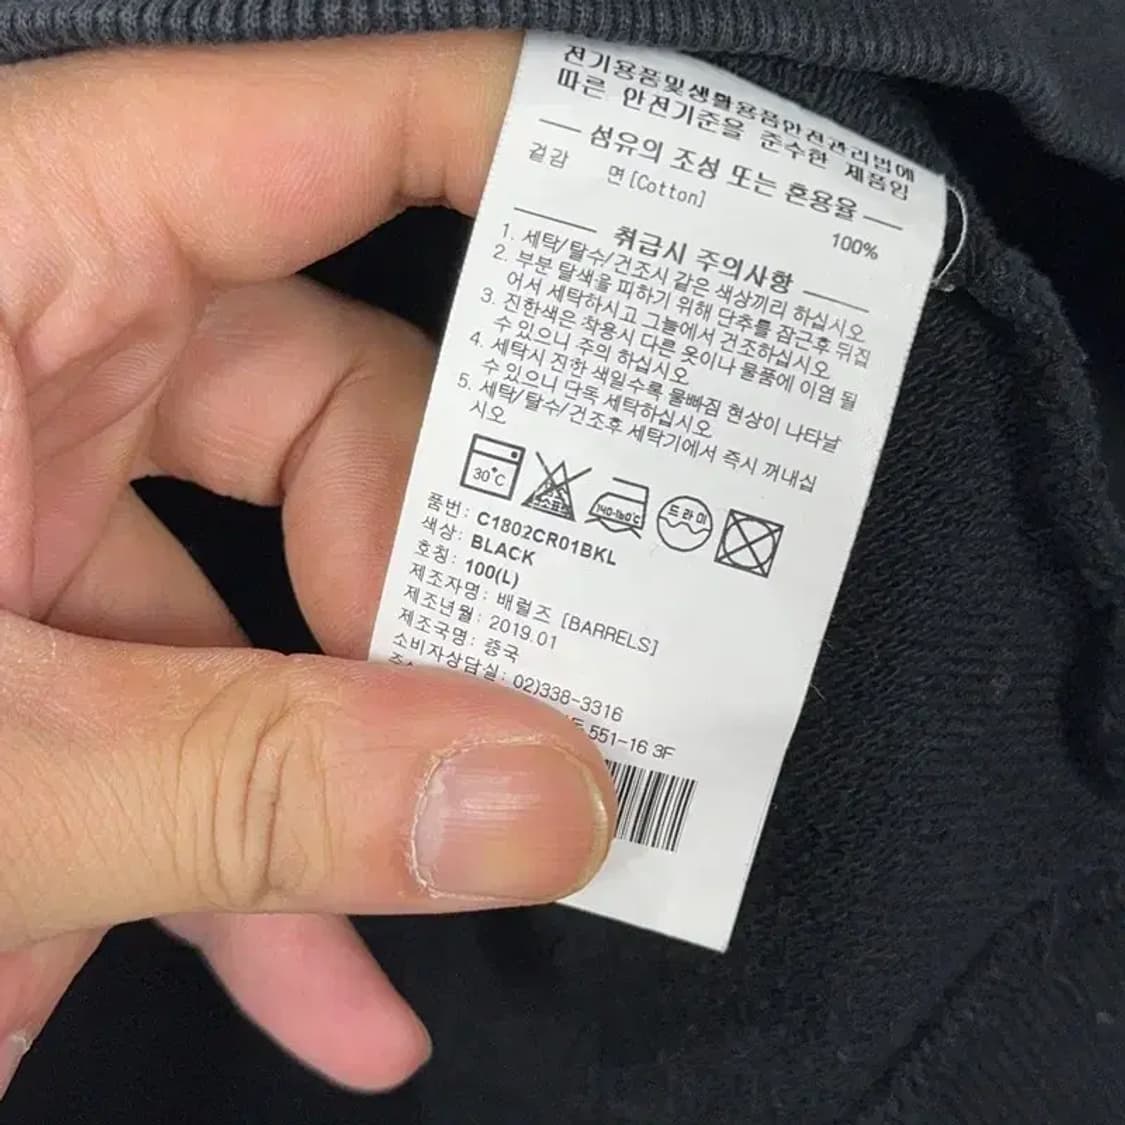 전기용품및생활용품안전관리법에
따른 안전기준을 준수한 제품임
섬유의 조성 또는 혼용율
겉감 면[Cotton] 100%
취급시 주의사항
1. 세탁/탈수/건조시 같은 색상끼리 하십시오
2. 부분 탈색을 피하기 위해 단추를 잠근후 뒤집
어서 세탁하시고 그늘에서 건조하십시오
3. 진한색은 착용시 다른 옷이나 물품에 이염 될
수 있으니 주의 하십시오
4. 세탁시 진한 색일수록 물빠짐 현상이 나타날
수 있으니 단독 세탁하십시오
5. 세탁/탈수/건조후 세탁기에서 즉시 꺼내십
시오
30℃ 140-160℃ 드라이
품번: C1802CR01BKL
색상: BLACK
호칭: 100(L)
제조자명: 배럴즈 [BARRELS]
제조년월: 2019.01
제조국명: 중국
소비자상담실: 02)338-3316
551-16 3F